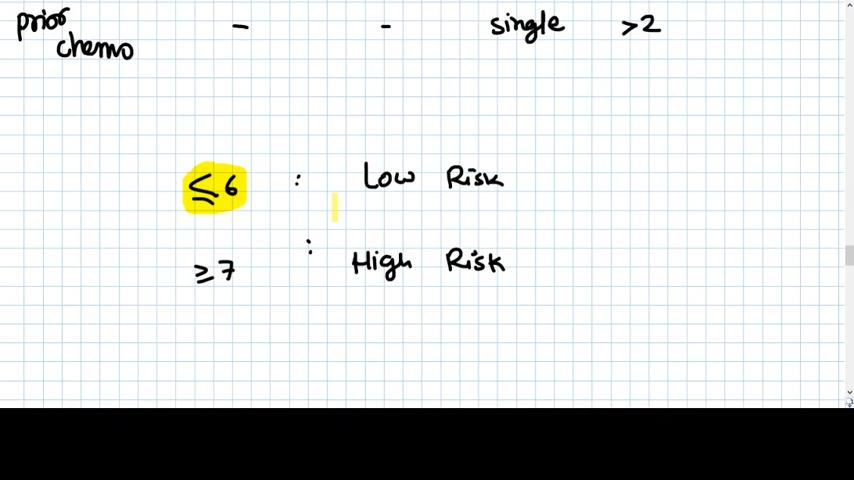 prior - - single >2
chemo
≤6 : Low Risk
≥7 : High Risk